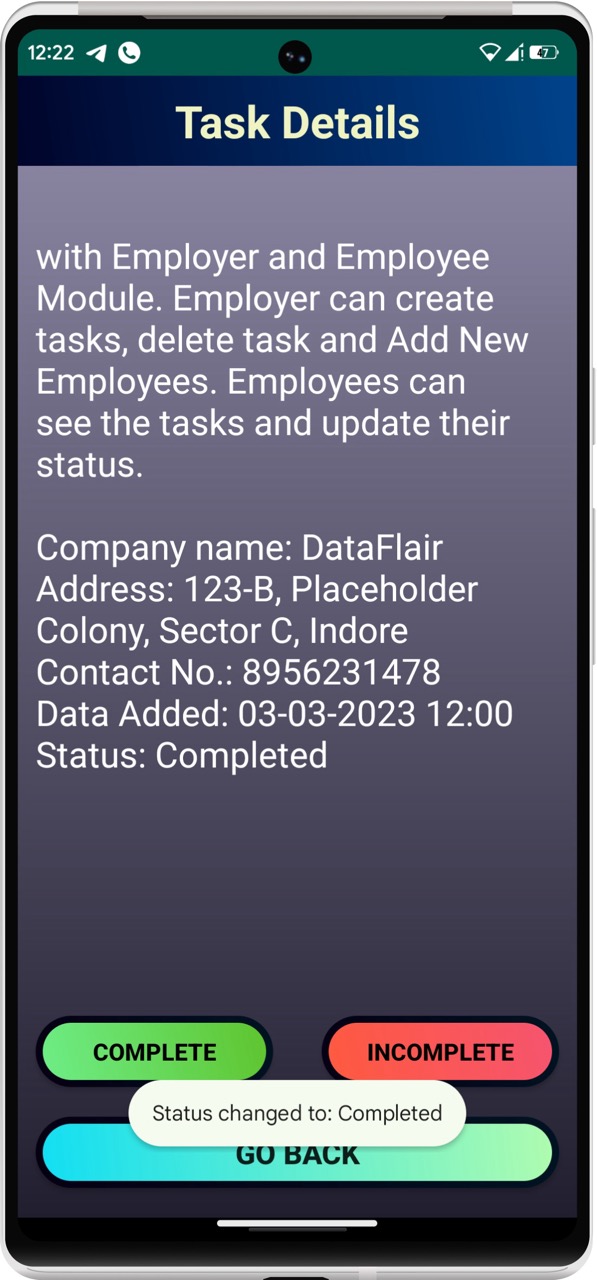 12:22
47
Task Details
with Employer and Employee
Module. Employer can create
tasks, delete task and Add New
Employees. Employees can
see the tasks and update their
status.
Company name: DataFlair
Address: 123-B, Placeholder
Colony, Sector C, Indore
Contact No.: 8956231478
Data Added: 03-03-2023 12:00
Status: Completed
COMPLETE
INCOMPLETE
Status changed to: Completed
GO BACK